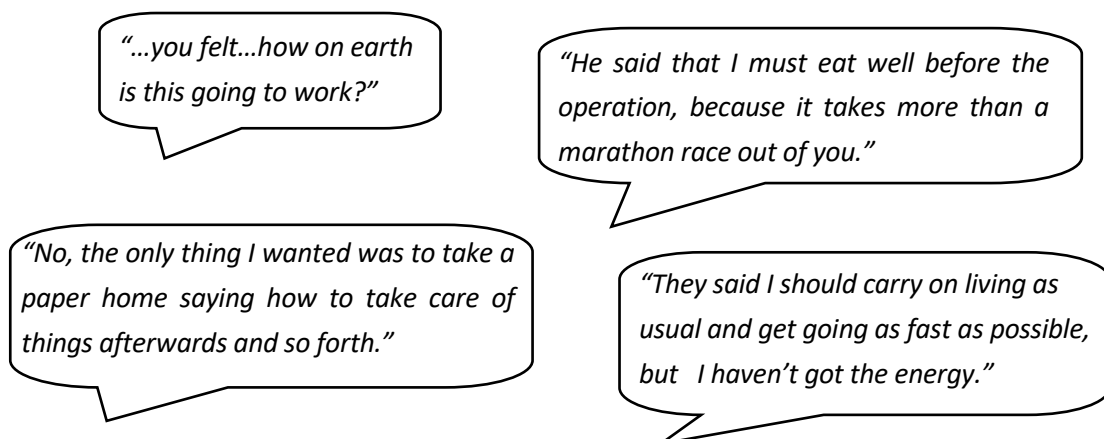 “…you felt…how on earth
is this going to work?”
“He said that I must eat well before the
operation, because it takes more than a
marathon race out of you.”
“No, the only thing I wanted was to take a
paper home saying how to take care of
things afterwards and so forth.”
“They said I should carry on living as
usual and get going as fast as possible,
but I haven’t got the energy.”